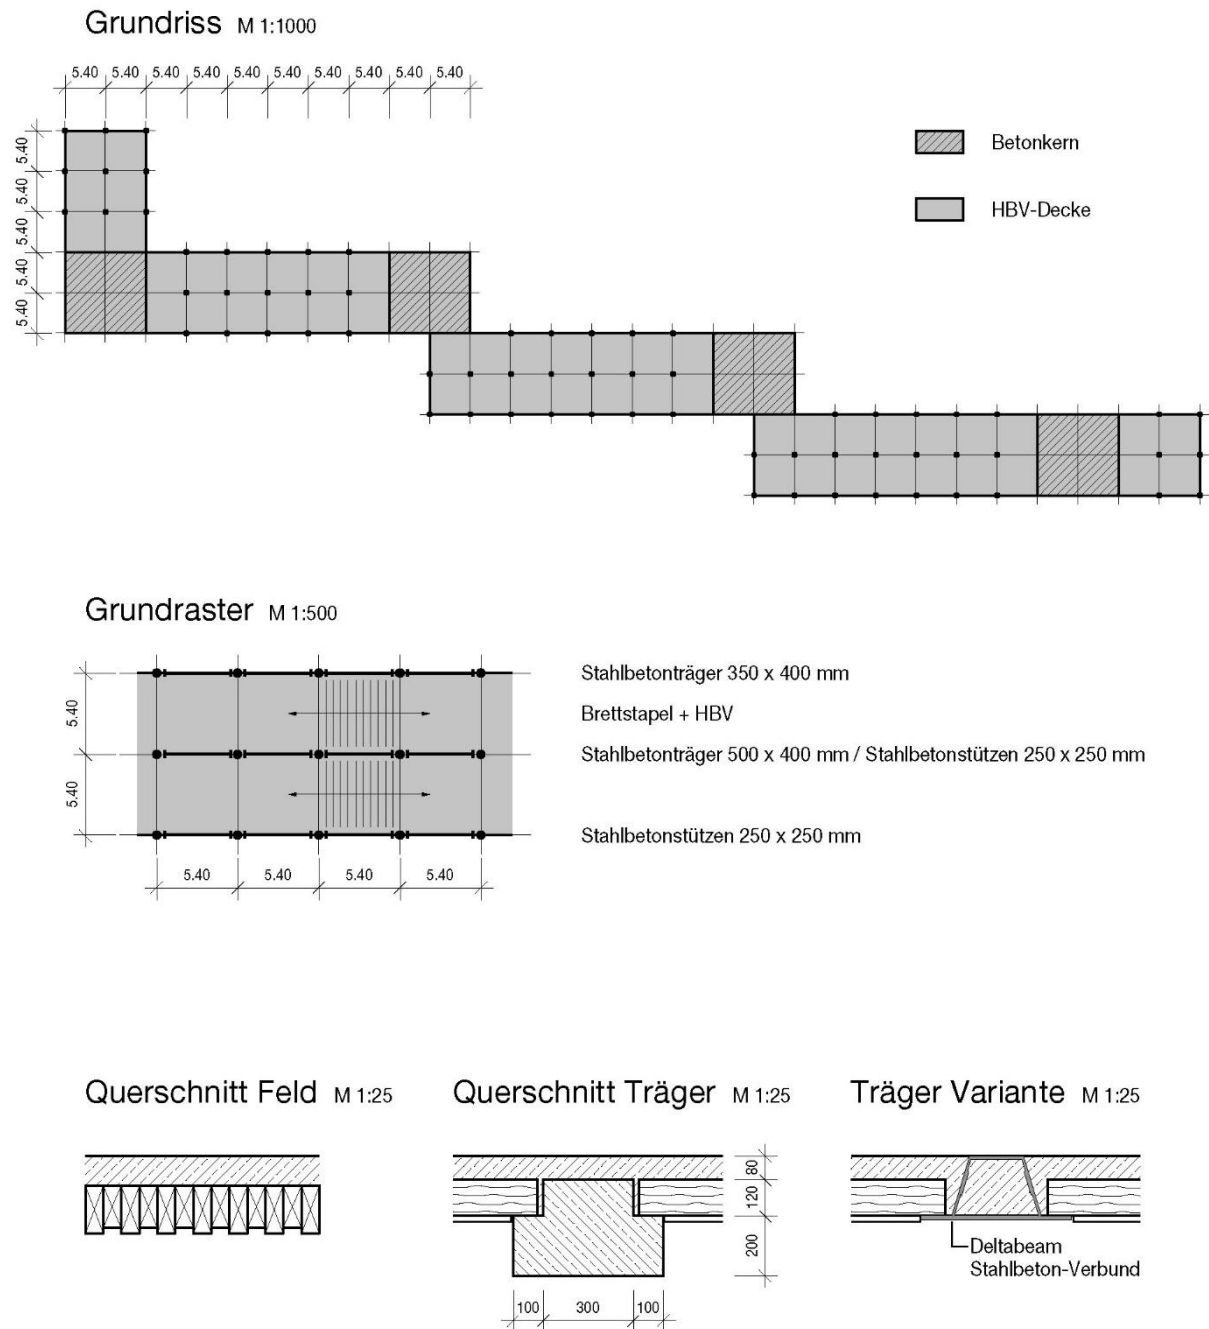 Grundriss M 1:1000
5.40 5.40 5.40 5.40 5.40 5.40 5.40 5.40 5.40 5.40
5.40
5.40
5.40
5.40
5.40
Betonkern
HBV-Decke
Grundraster M 1:500
5.40
5.40
Stahlbetonträger 350 x 400 mm
Brettstapel + HBV
Stahlbetonträger 500 x 400 mm / Stahlbetonstützen 250 x 250 mm
Stahlbetonstützen 250 x 250 mm
5.40 5.40 5.40 5.40
Querschnitt Feld M 1:25
Querschnitt Träger M 1:25
80
120
200
100 300 100
Träger Variante M 1:25
Deltabeam
Stahlbeton-Verbund